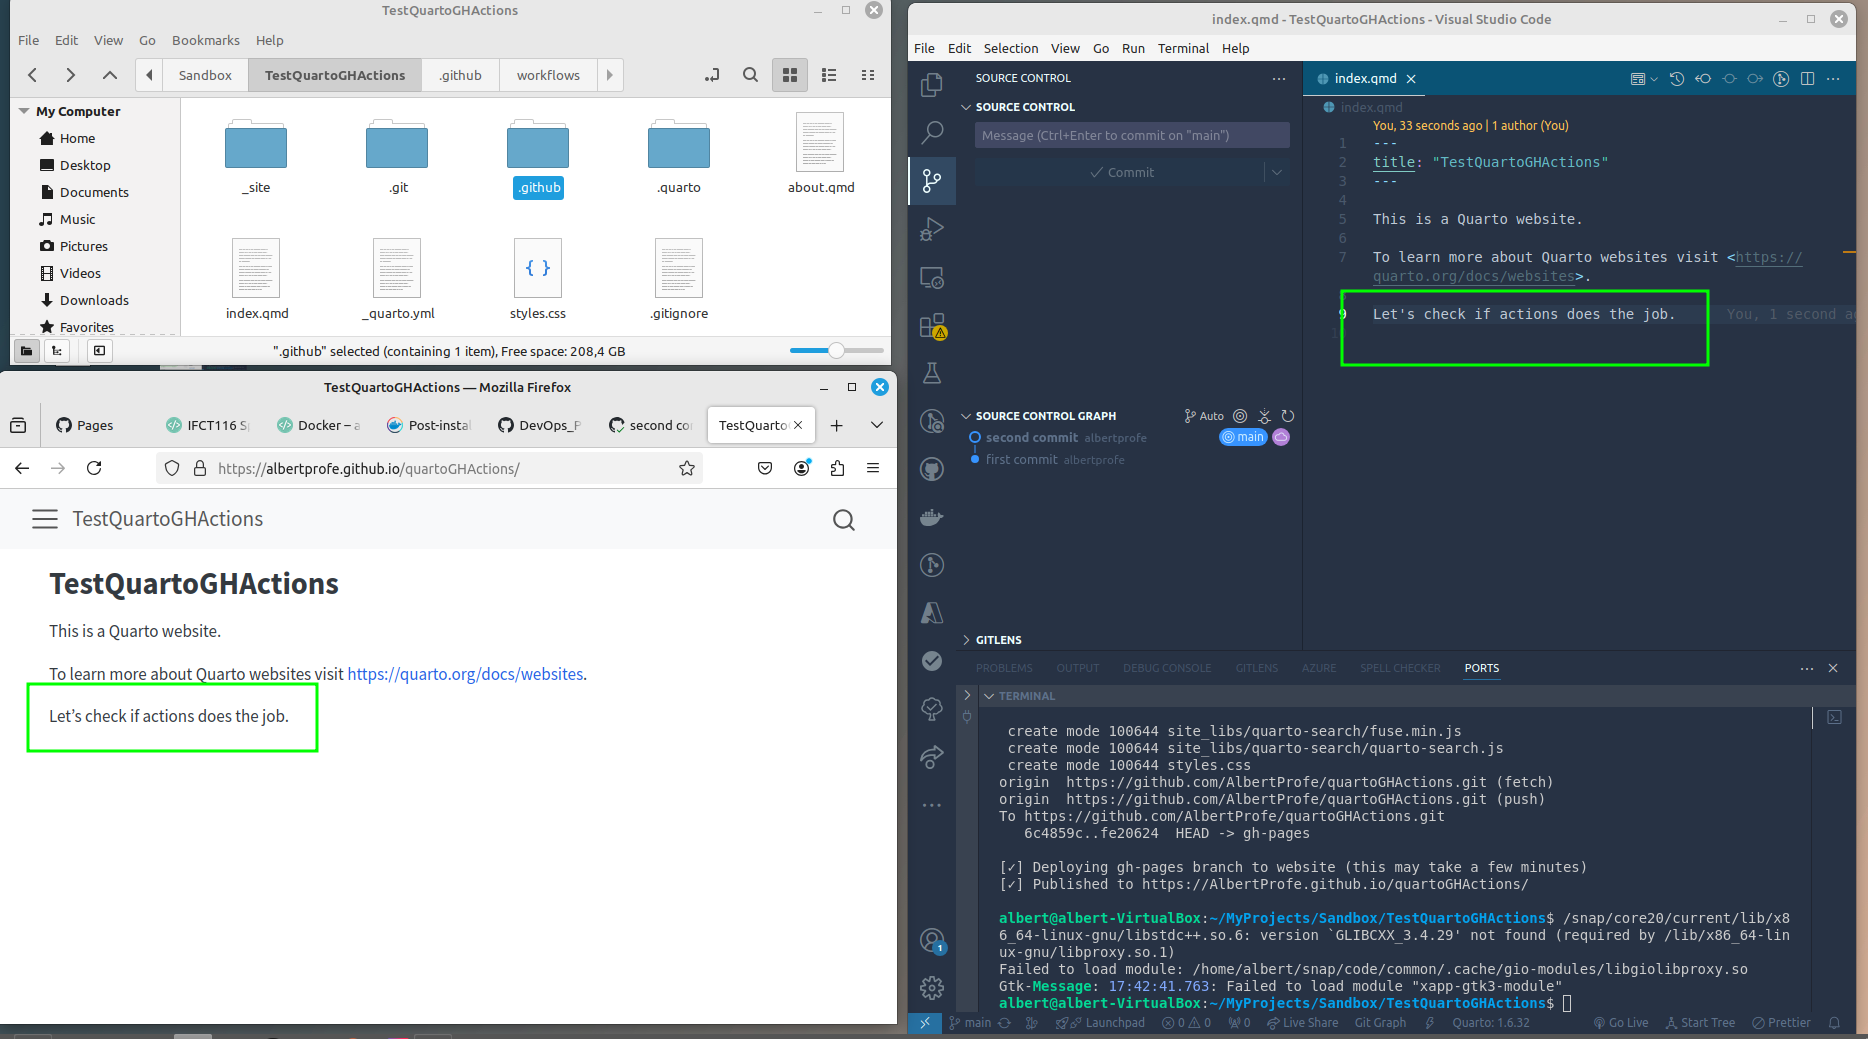 TestQuartoGHActions
File Edit View Go Bookmarks Help
Sandbox TestQuartoGHActions .github workflows
My Computer
Home
Desktop
Documents
Music
Pictures
Videos
Downloads
Favorites
_site .git .github .quarto about.qmd
index.qmd _quarto.yml styles.css .gitignore
".github" selected (containing 1 item), Free space: 208,4 GB
TestQuartoGHActions — Mozilla Firefox
Pages IFCT116 Docker – Post-insta DevOps_P second co TestQuarto
https://albertprofe.github.io/quartoGHActions/
TestQuartoGHActions
TestQuartoGHActions
This is a Quarto website.
To learn more about Quarto websites visit https://quarto.org/docs/websites.
Let’s check if actions does the job.
index.qmd - TestQuartoGHActions - Visual Studio Code
File Edit Selection View Go Run Terminal Help
SOURCE CONTROL
SOURCE CONTROL
Message (Ctrl+Enter to commit on "main")
Commit
SOURCE CONTROL GRAPH Auto
second commit albertprofe main
first commit albertprofe
GITLENS
index.qmd
index.qmd
You, 33 seconds ago | 1 author (You)
1 ---
2 title: "TestQuartoGHActions"
3 ---
4
5 This is a Quarto website.
6
7 To learn more about Quarto websites visit <https://
quarto.org/docs/websites>.
9 Let's check if actions does the job. You, 1 second a
PROBLEMS OUTPUT DEBUG CONSOLE GITLENS AZURE SPELL CHECKER PORTS
TERMINAL
create mode 100644 site_libs/quarto-search/fuse.min.js
create mode 100644 site_libs/quarto-search/quarto-search.js
create mode 100644 styles.css
origin https://github.com/AlbertProfe/quartoGHActions.git (fetch)
origin https://github.com/AlbertProfe/quartoGHActions.git (push)
To https://github.com/AlbertProfe/quartoGHActions.git
6c4859c..fe20624 HEAD -> gh-pages
[✓] Deploying gh-pages branch to website (this may take a few minutes)
[✓] Published to https://AlbertProfe.github.io/quartoGHActions/
albert@albert-VirtualBox:~/MyProjects/Sandbox/TestQuartoGHActions$ /snap/core20/current/lib/x8
6_64-linux-gnu/libstdc++.so.6: version `GLIBCXX_3.4.29' not found (required by /lib/x86_64-lin
ux-gnu/libproxy.so.1)
Failed to load module: /home/albert/snap/code/common/.cache/gio-modules/libgiolibproxy.so
Gtk-Message: 17:42:41.763: Failed to load module "xapp-gtk3-module"
albert@albert-VirtualBox:~/MyProjects/Sandbox/TestQuartoGHActions$
1
main Launchpad 0 0 0 Live Share Git Graph Quarto: 1.6.32 Go Live Start Tree Prettier